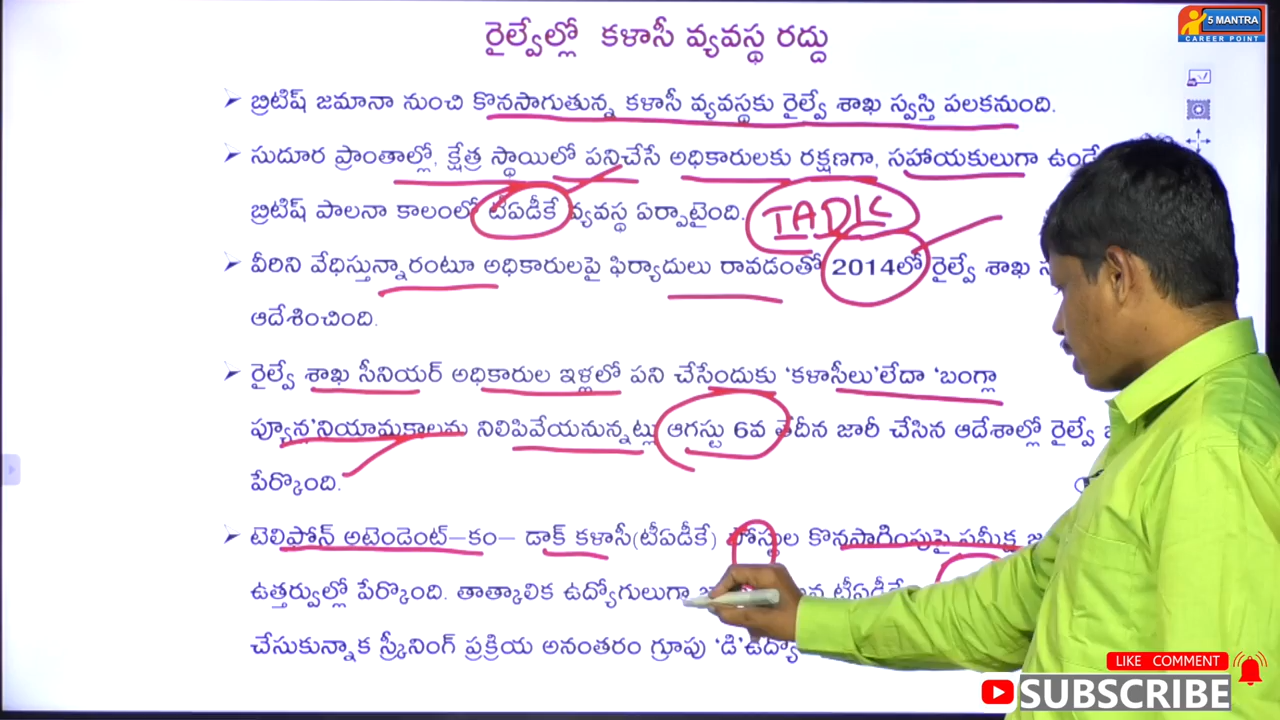 5 MANTRA
CAREER POINT
రైల్వేల్లో కళాసీ వ్యవస్థ రద్దు
➢ బ్రిటిష్ జమానా నుంచి కొనసాగుతున్న కళాసీ వ్యవస్థకు రైల్వే శాఖ స్వస్తి పలకనుంది.
➢ సుదూర ప్రాంతాల్లో, క్షేత్ర స్థాయిలో పనిచేసే అధికారులకు రక్షణగా, సహాయకులుగా
బ్రిటిష్ పాలనా కాలంలో టీఏడీకే వ్యవస్థ ఏర్పాటైంది. TADK
➢ వీరిని వేధిస్తున్నారంటూ అధికారులపై ఫిర్యాదులు రావడంతో 2014లో రైల్వే శాఖ
ఆదేశించింది.
➢ రైల్వే శాఖ సీనియర్ అధికారుల ఇళ్లలో పని చేసేందుకు ‘కళాసీలు’లేదా ‘బంగ్లా
ప్యూన’నియామకాలను నిలిపివేయనున్నట్లు ఆగస్టు 6వ తేదీన జారీ చేసిన ఆదేశాల్లో రైల్వే
పేర్కొంది.
➢ టెలిఫోన్ అటెండెంట్-కం- డాక్ కళాసీ(టీఏడీకే) పోస్టుల కొనసాగింపుపై సమీక్ష
ఉత్తర్వుల్లో పేర్కొంది. తాత్కాలిక ఉద్యోగులుగా టీఏడీకే
చేసుకున్నాక స్క్రీనింగ్ ప్రక్రియ అనంతరం గ్రూపు ‘డి’
LIKE COMMENT
SUBSCRIBE